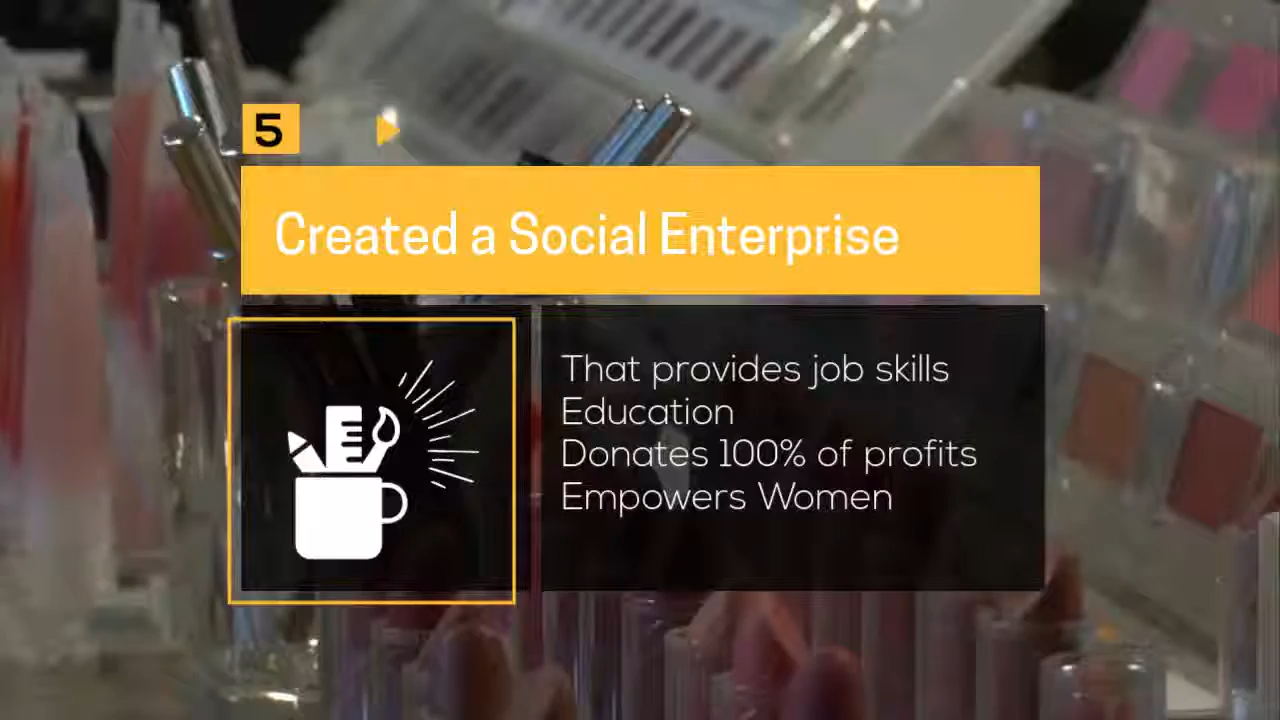 5
Created a Social Enterprise
That provides job skills
Education
Donates 100% of profits
Empowers Women